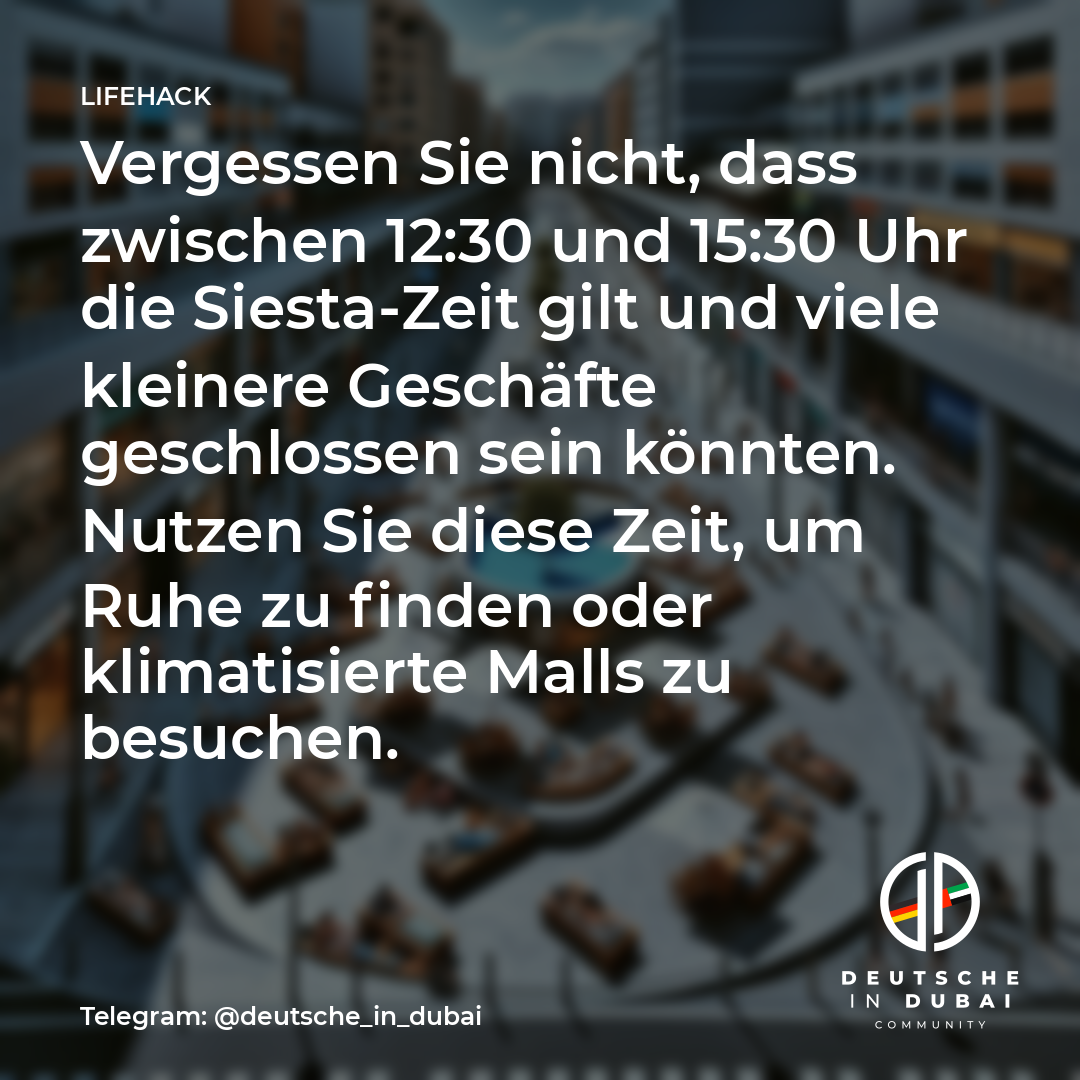 LIFEHACK
Vergessen Sie nicht, dass
zwischen 12:30 und 15:30 Uhr
die Siesta-Zeit gilt und viele
kleinere Geschäfte
geschlossen sein könnten.
Nutzen Sie diese Zeit, um
Ruhe zu finden oder
klimatisierte Malls zu
besuchen.
DEUTSCHE
IN DUBAI
COMMUNITY
Telegram: @deutsche_in_dubai